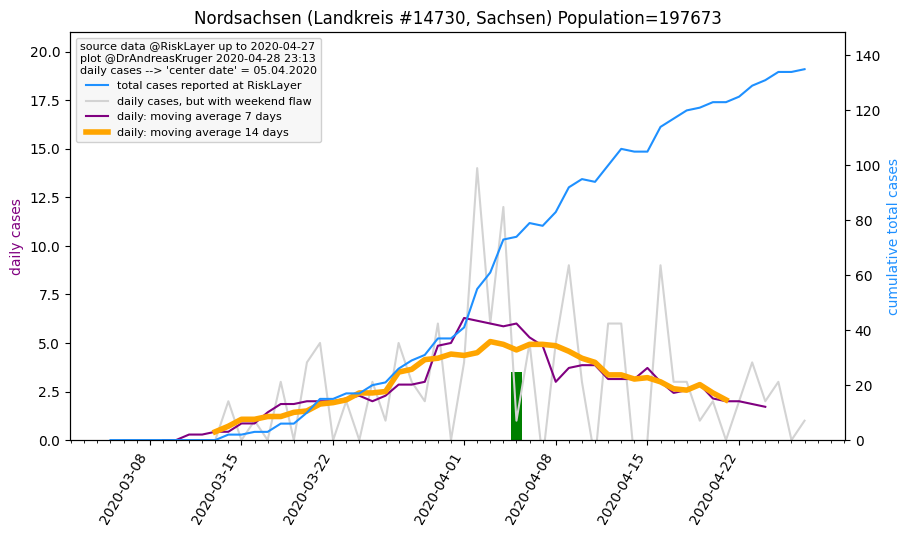 Nordsachsen (Landkreis #14730, Sachsen) Population=197673
source data @RiskLayer up to 2020-04-27
plot @DrAndreasKruger 2020-04-28 23:13
daily cases --> 'center date' = 05.04.2020
total cases reported at RiskLayer
daily cases, but with weekend flaw
daily: moving average 7 days
daily: moving average 14 days
daily cases
20.0
17.5
15.0
12.5
10.0
7.5
5.0
2.5
0.0
140
120
100
80
60
40
20
0
cumulative total cases
2020-03-08
2020-03-15
2020-03-22
2020-04-01
2020-04-08
2020-04-15
2020-04-22